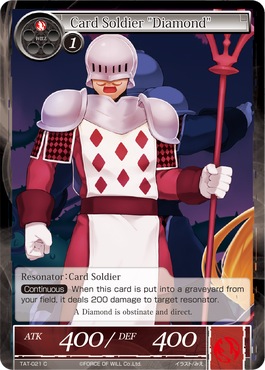 Card Soldier "Diamond"
WILL
1
Resonator: Card Soldier
Continuous When this card is put into a graveyard from
your field, it deals 200 damage to target resonator.
A Diamond is obstinate and direct.
ATK 400/ DEF 400
TAT-021 C
©FORCE OF WILL Co.,Ltd.